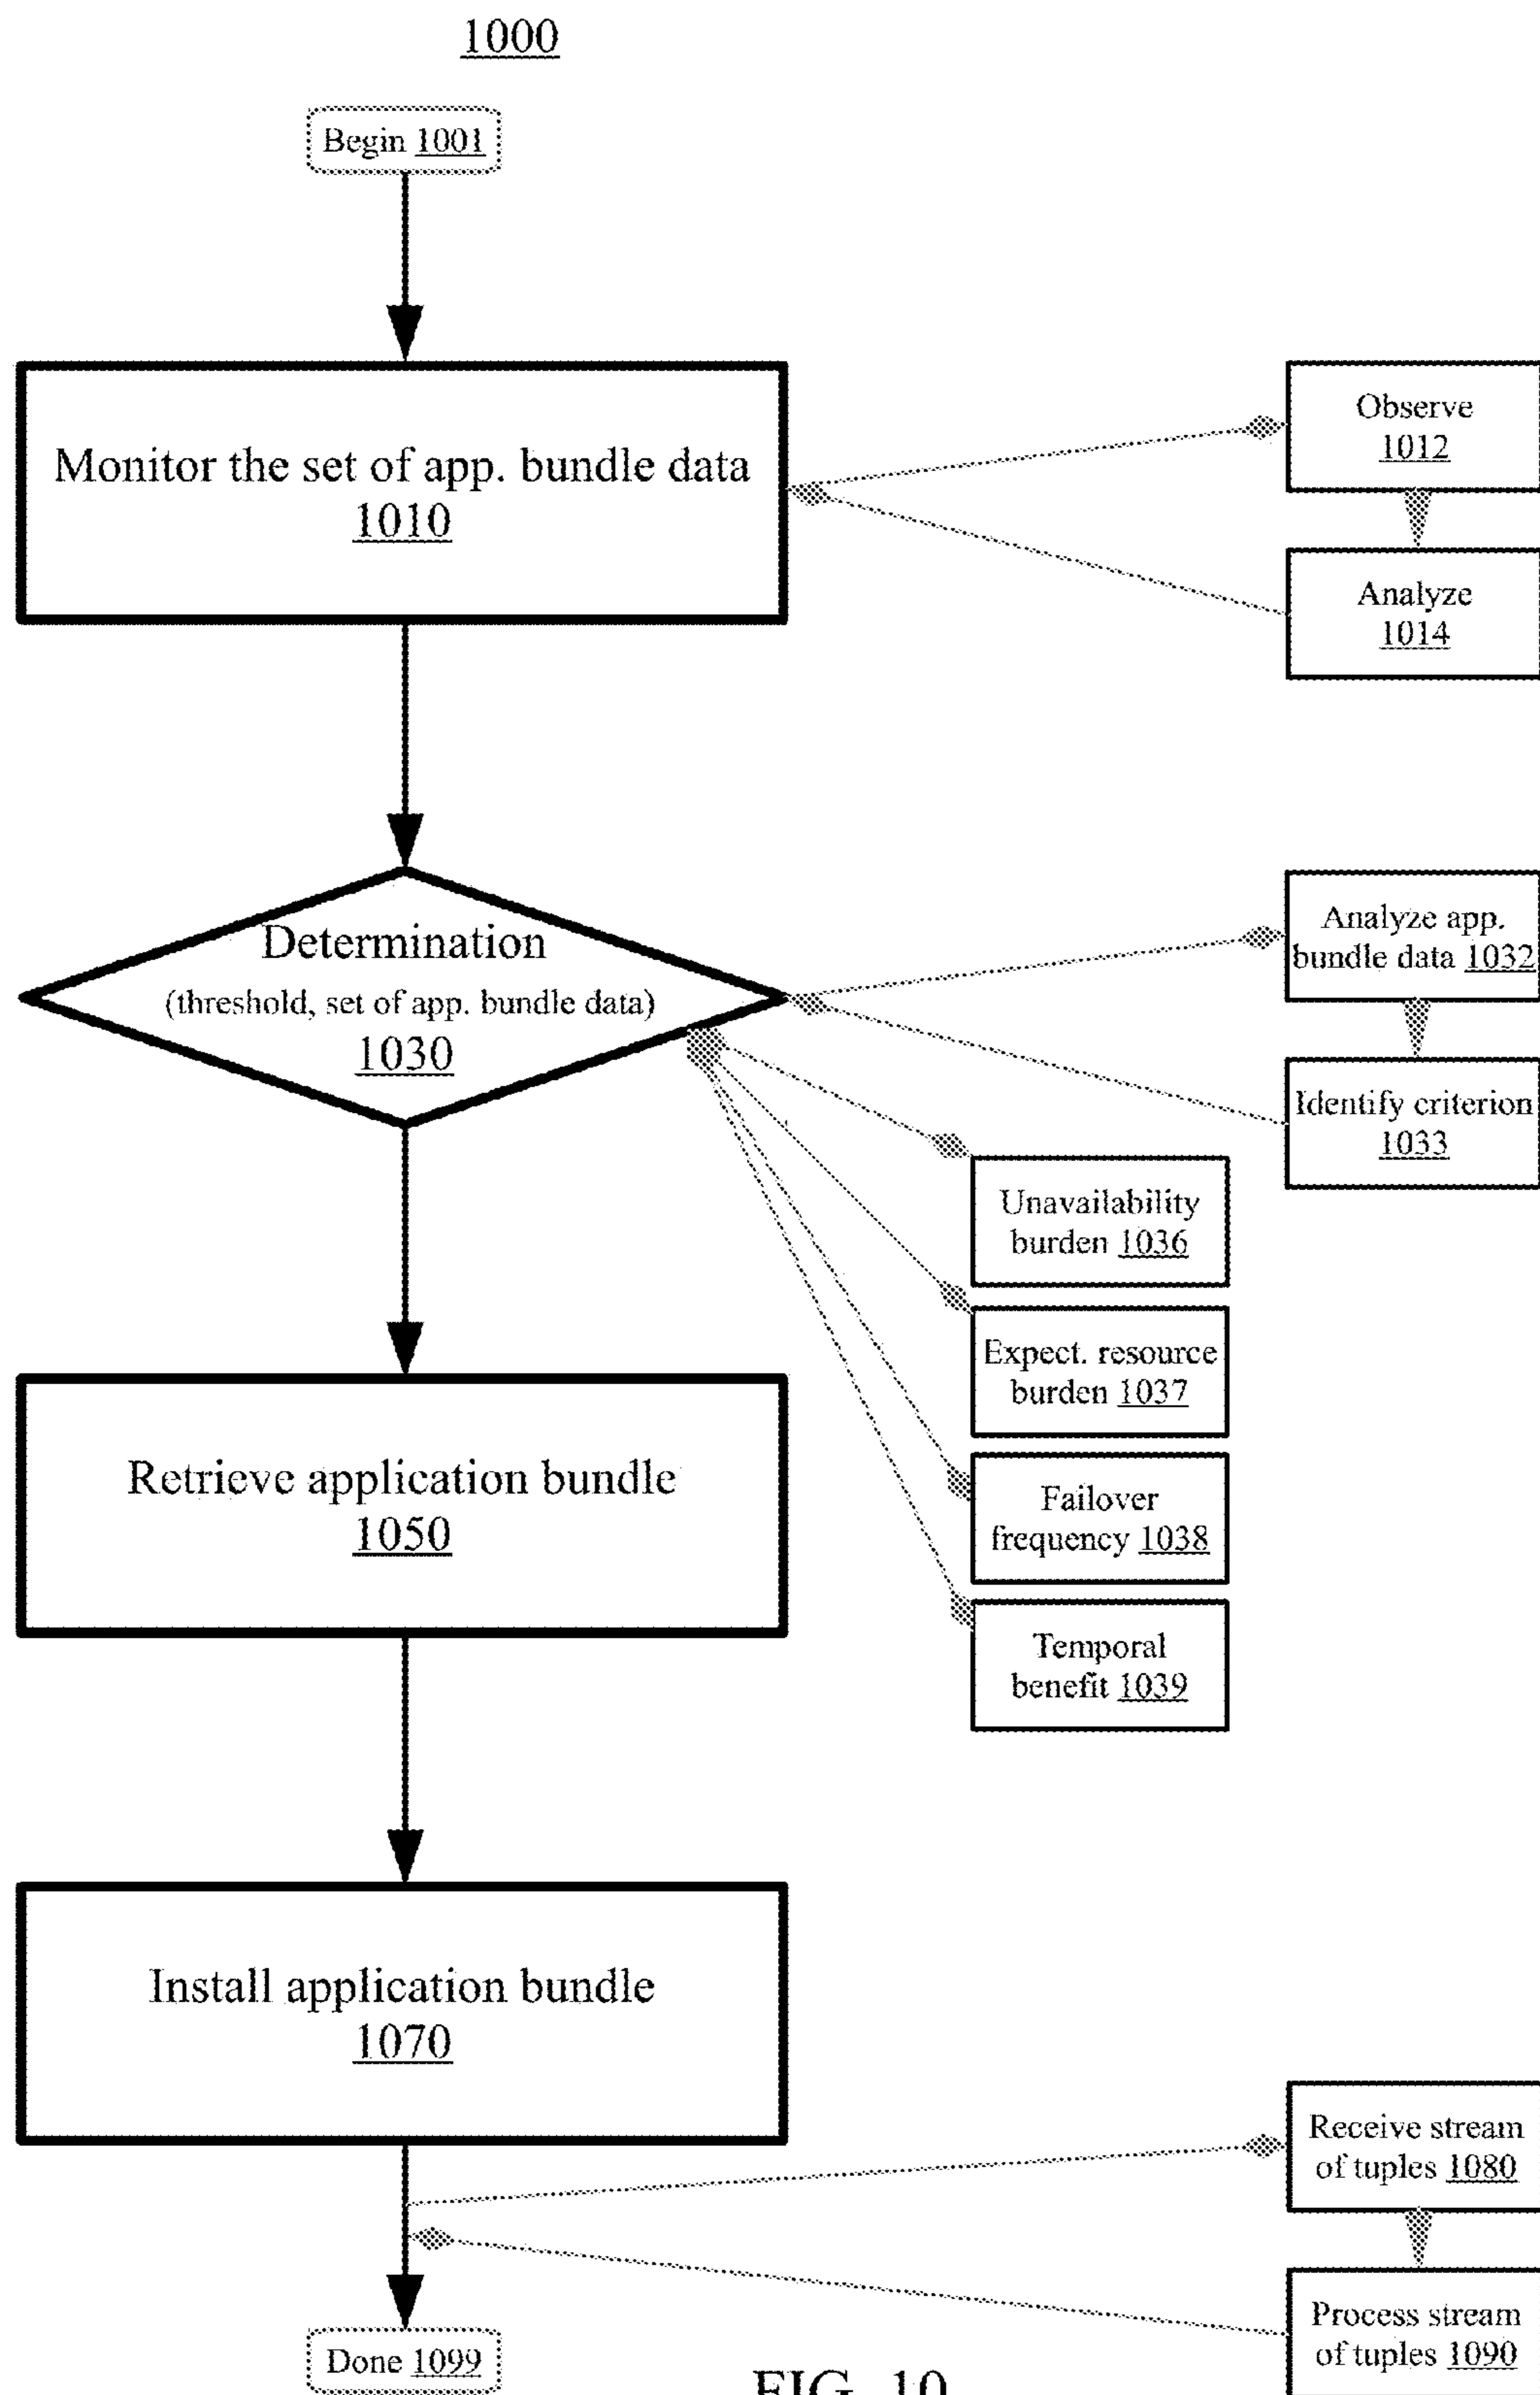 1000
Begin 1001
Monitor the set of app. bundle data
1010
Observe
1012
Analyze
1014
Determination
(threshold, set of app. bundle data)
1030
Analyze app.
bundle data 1032
Identify criterion
1033
Unavailability
burden 1036
Expect. resource
burden 1037
Failover
frequency 1038
Temporal
benefit 1039
Retrieve application bundle
1050
Install application bundle
1070
Receive stream
of tuples 1080
Process stream
of tuples 1090
Done 1099
FIG. 10